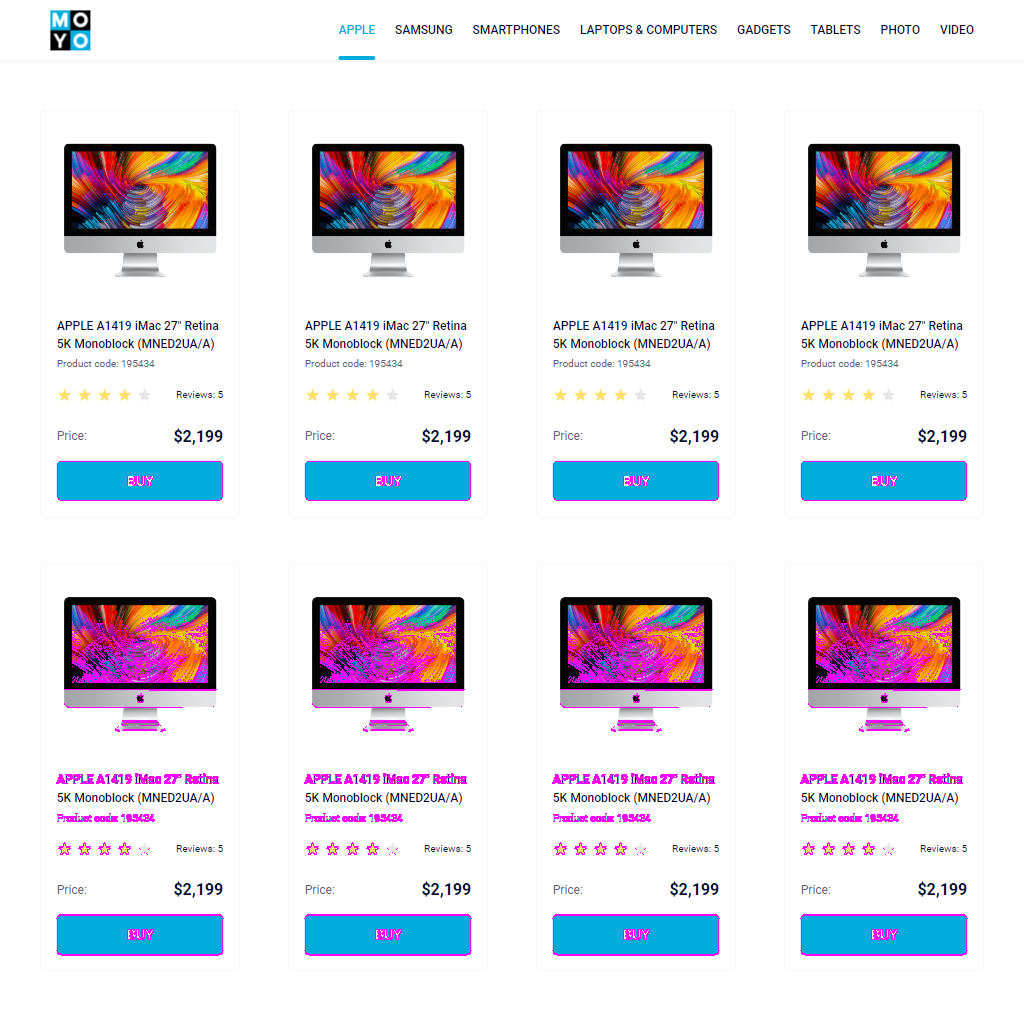 MO
YO
APPLE SAMSUNG SMARTPHONES LAPTOPS & COMPUTERS GADGETS TABLETS PHOTO VIDEO
APPLE A1419 iMac 27" Retina APPLE A1419 iMac 27" Retina APPLE A1419 iMac 27" Retina APPLE A1419 iMac 27" Retina
5K Monoblock (MNED2UA/A) 5K Monoblock (MNED2UA/A) 5K Monoblock (MNED2UA/A) 5K Monoblock (MNED2UA/A)
Product code: 195434 Product code: 195434 Product code: 195434 Product code: 195434
Reviews: 5 Reviews: 5 Reviews: 5 Reviews: 5
Price: $2,199 Price: $2,199 Price: $2,199 Price: $2,199
BUY BUY BUY BUY
APPLE A1419 iMac 27" Retina APPLE A1419 iMac 27" Retina APPLE A1419 iMac 27" Retina APPLE A1419 iMac 27" Retina
5K Monoblock (MNED2UA/A) 5K Monoblock (MNED2UA/A) 5K Monoblock (MNED2UA/A) 5K Monoblock (MNED2UA/A)
Product code: 195434 Product code: 195434 Product code: 195434 Product code: 195434
Reviews: 5 Reviews: 5 Reviews: 5 Reviews: 5
Price: $2,199 Price: $2,199 Price: $2,199 Price: $2,199
BUY BUY BUY BUY